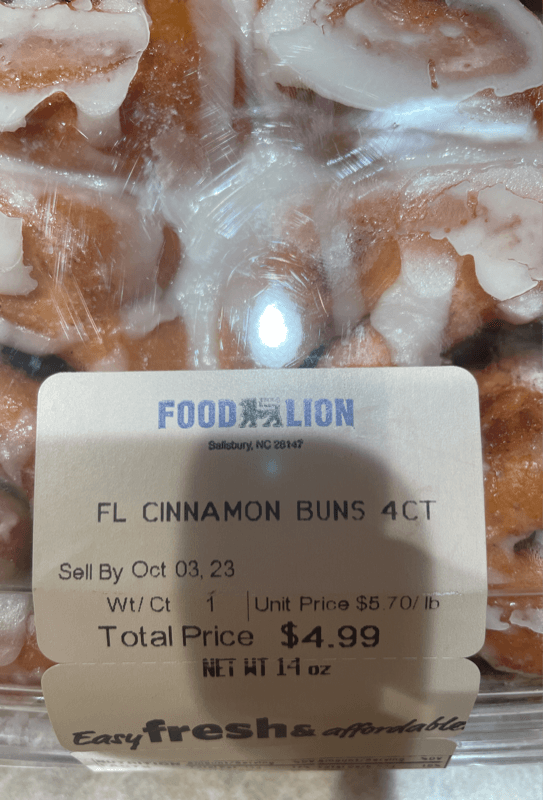 FOOD LION
Salisbury, NC 28147
FL CINNAMON BUNS 4CT
Sell By Oct 03, 23
Wt/ Ct 1 Unit Price $5.70/ lb
Total Price $4.99
NET WT 14 oz
Easy fresh & affordable